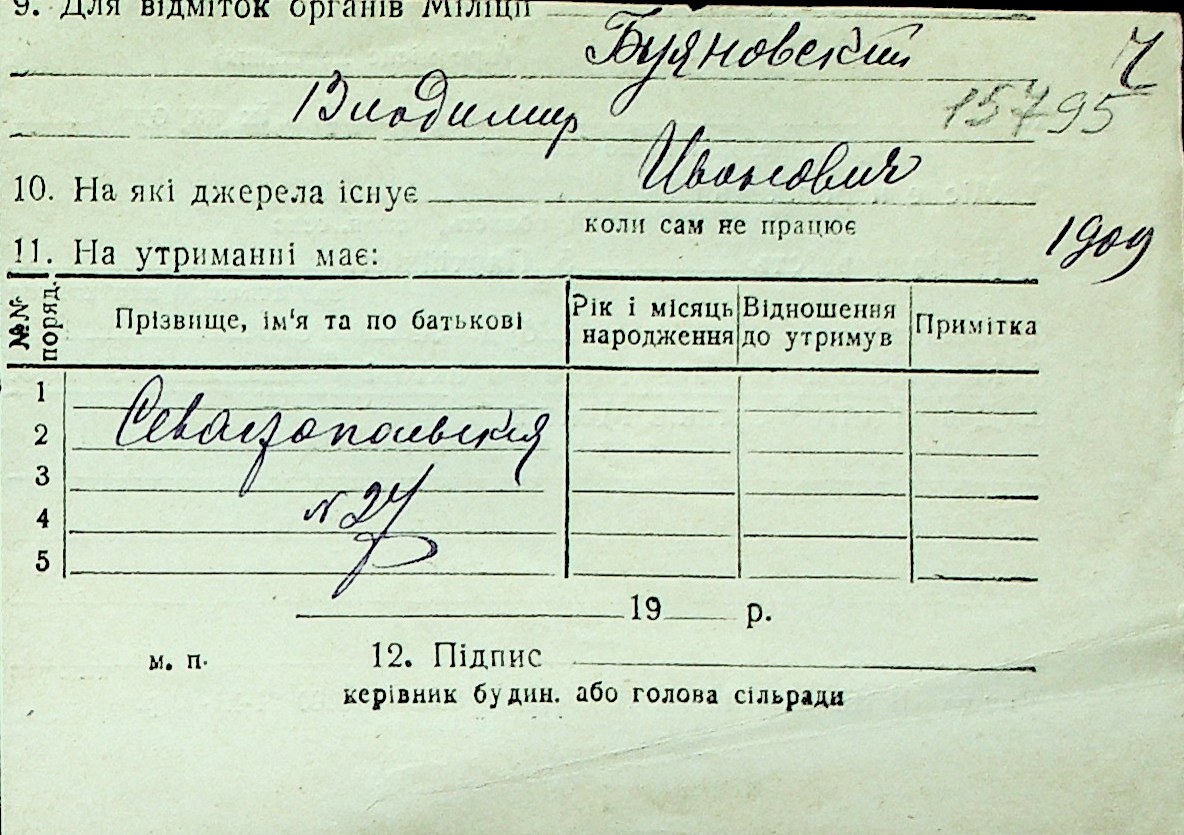 9. Для відміток органів Міліції
Буяновский
Ч
Владимир
15795
Иванович
10. На які джерела існує
коли сам не працює
1909
11. На утриманні має:
№№ поряд.
Прізвище, ім'я та по батькові
Рік і місяць народження
Відношення до утримув
Примітка
1
Севастопольская
2
3
№ 27
4
5
19 р.
м. п.
12. Підпис
керівник будин. або голова сільради